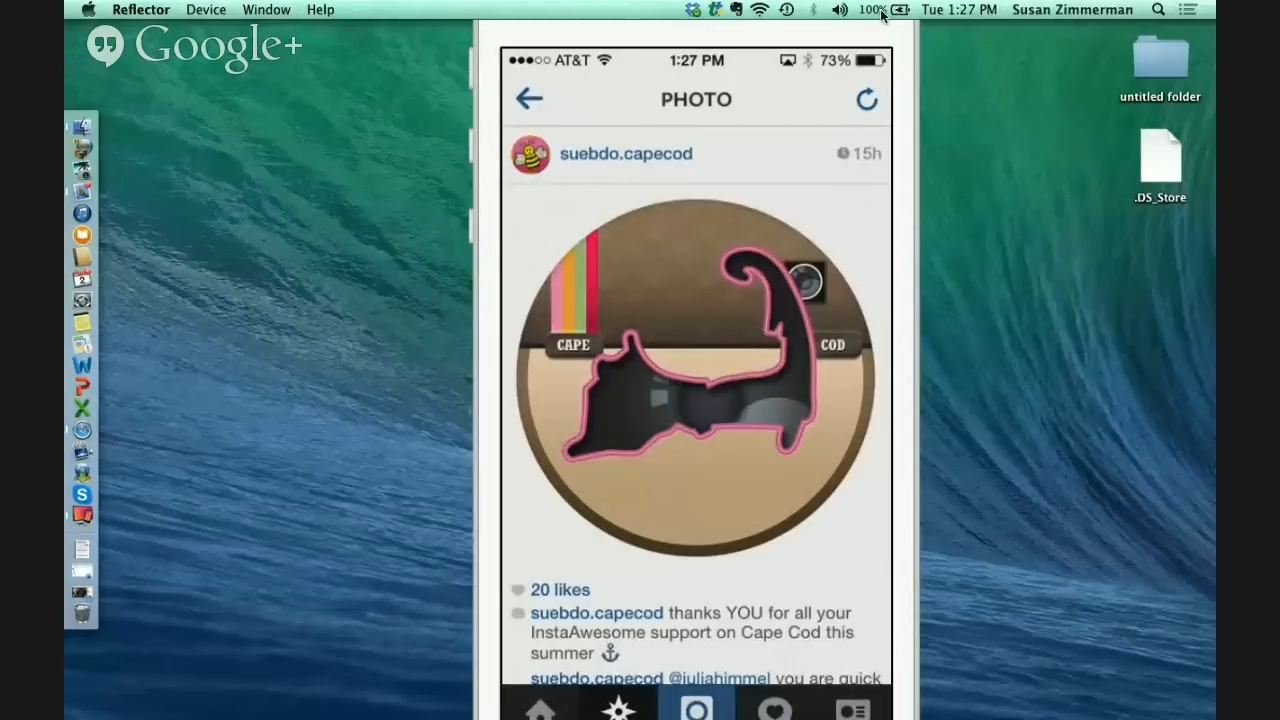 Reflector Device Window Help 100% Tue 1:27 PM Susan Zimmerman
Google+
AT&T 1:27 PM 73%
PHOTO
suebdo.capecod 15h
CAPE COD
20 likes
suebdo.capecod thanks YOU for all your
InstaAwesome support on Cape Cod this
summer
suebdo.capecod @juliahimmel you are quick
untitled folder
.DS_Store